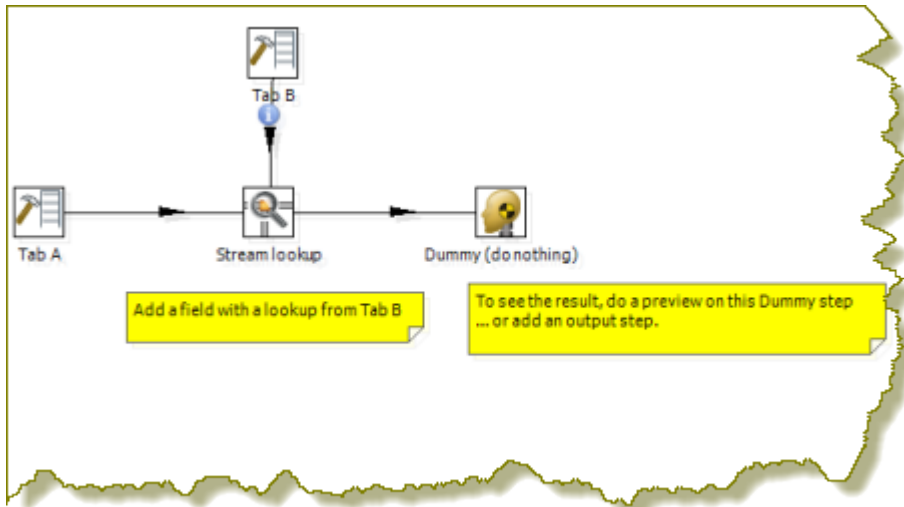 Tab B
i
Tab A
Stream lookup
Dummy (do nothing)
Add a field with a lookup from Tab B
To see the result, do a preview on this Dummy step
... or add an output step.